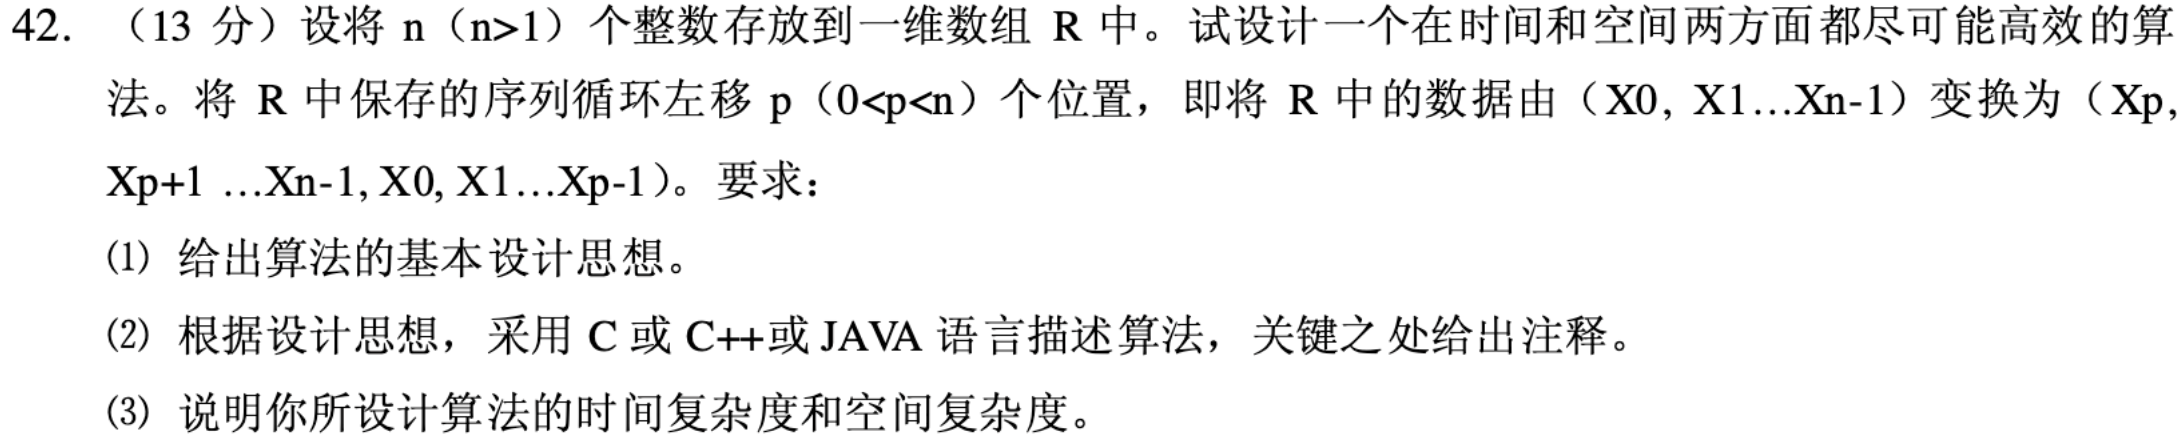 42. （13 分）设将 n（n>1）个整数存放到一维数组 R 中。试设计一个在时间和空间两方面都尽可能高效的算
法。将 R 中保存的序列循环左移 p（0<p<n）个位置，即将 R 中的数据由（X0, X1…Xn-1）变换为（Xp,
Xp+1 …Xn-1, X0, X1…Xp-1）。要求：
⑴ 给出算法的基本设计思想。
⑵ 根据设计思想，采用 C 或 C++或 JAVA 语言描述算法，关键之处给出注释。
⑶ 说明你所设计算法的时间复杂度和空间复杂度。